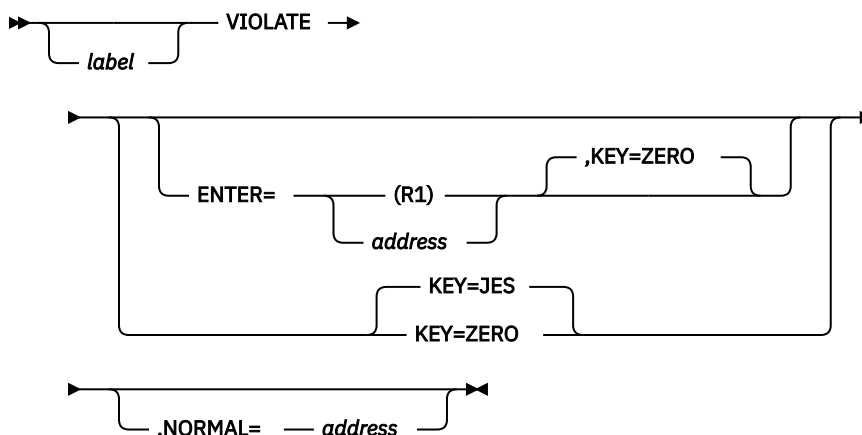 VIOLATE
label
,KEY=ZERO
ENTER= (R1)
address
KEY=JES
KEY=ZERO
,NORMAL= address